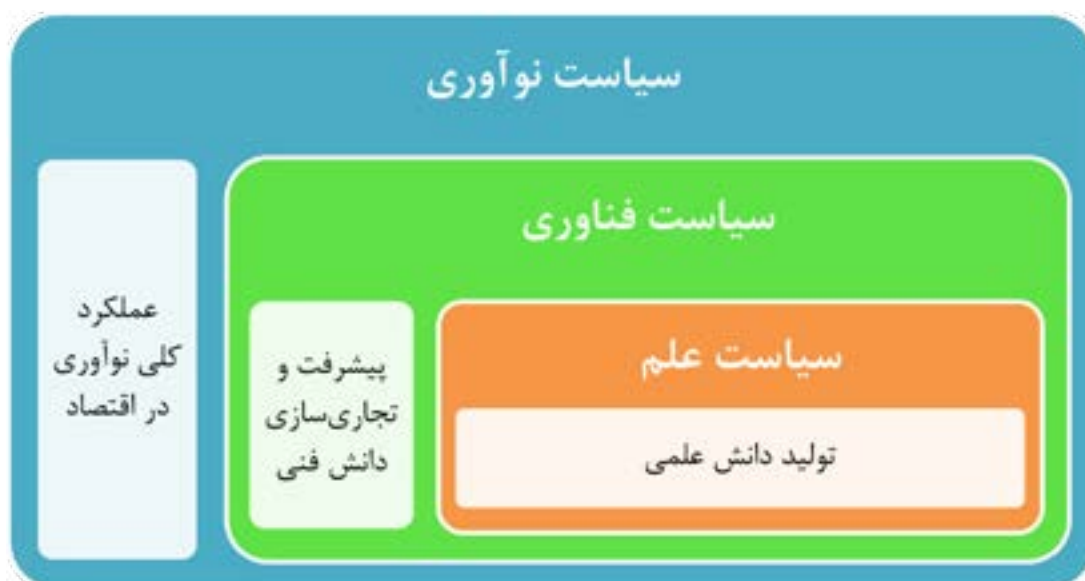 سیاست نوآوری
سیاست فناوری
سیاست علم
تولید دانش علمی
پیشرفت و
تجاری‌سازی
دانش فنی
عملکرد
کلی نوآوری
در اقتصاد